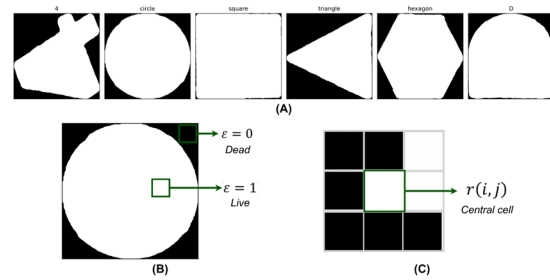 4 circle square triangle hexagon D
(A)
ε = 0
Dead
ε = 1
Live
r(i,j)
Central cell
(B) (C)